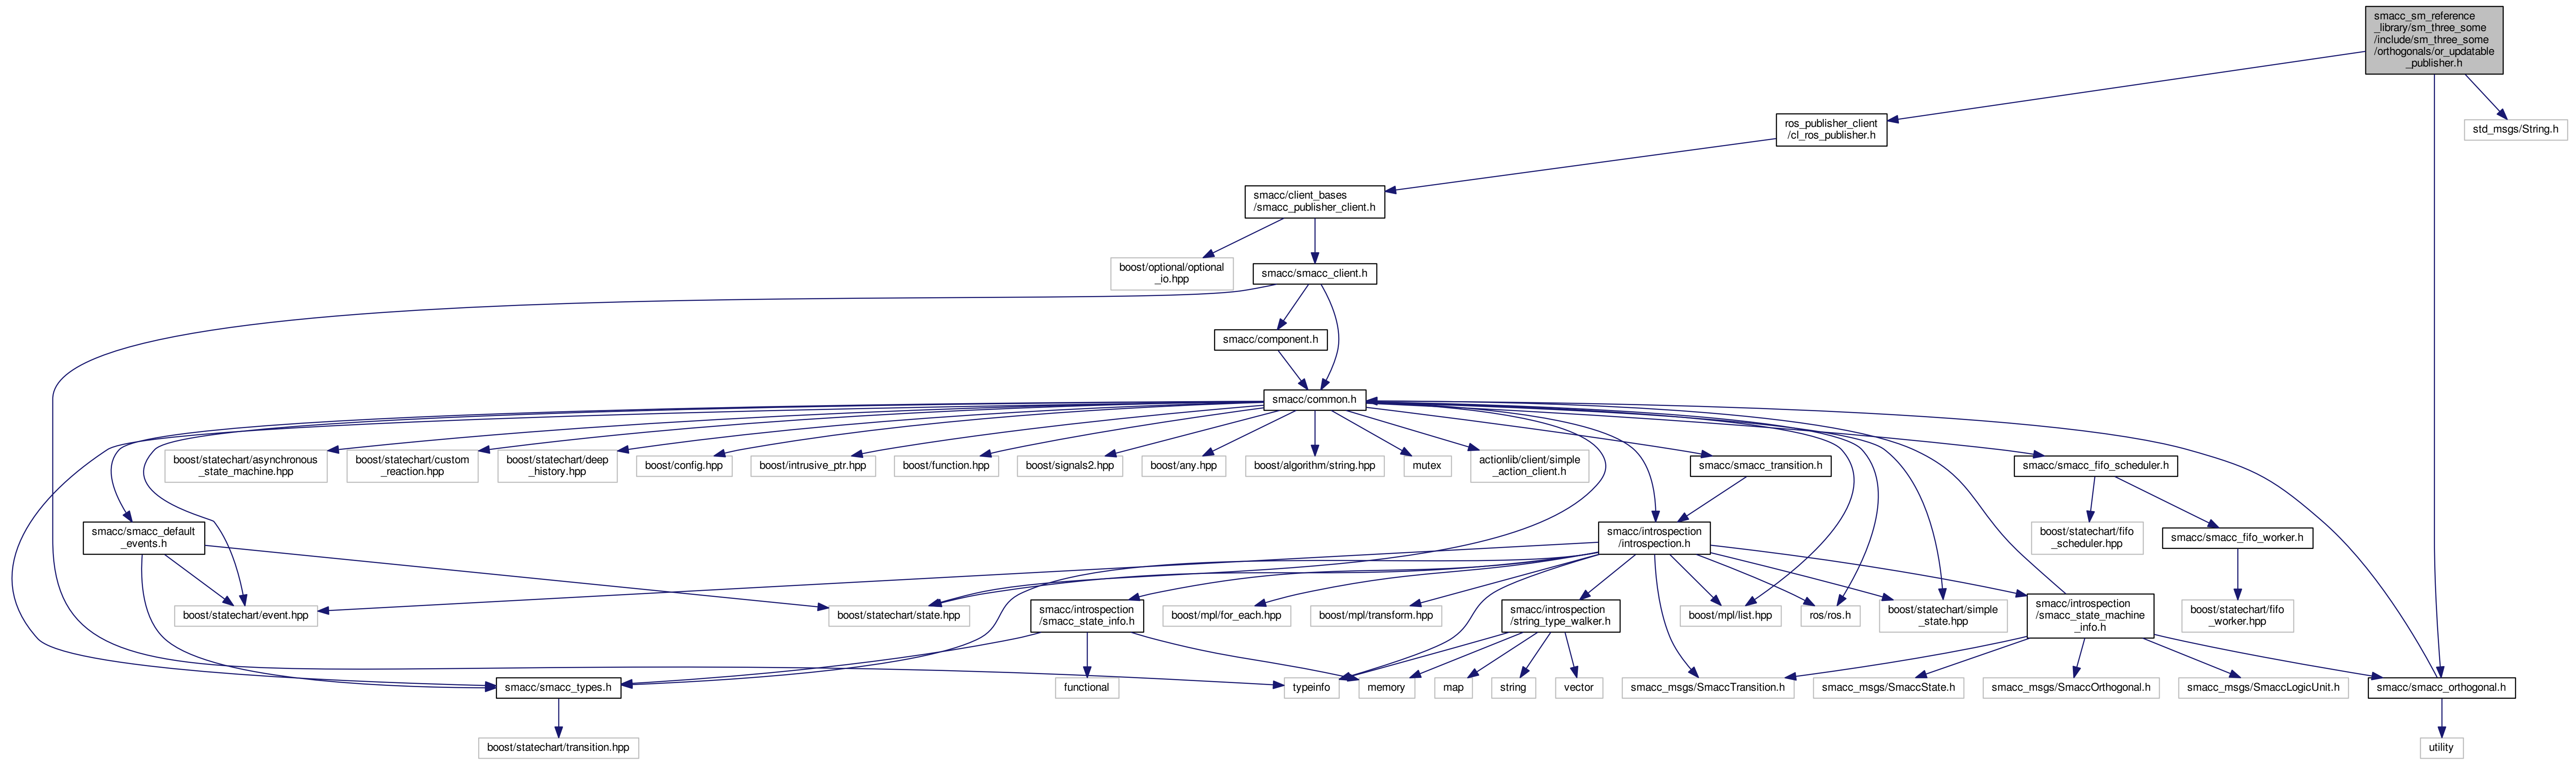 smacc_sm_reference
_library/sm_three_some
/include/sm_three_some
/orthogonals/or_updatable
_publisher.h
ros_publisher_client
/cl_ros_publisher.h
std_msgs/String.h
smacc/client_bases
/smacc_publisher_client.h
boost/optional/optional
_io.hpp
smacc/smacc_client.h
smacc/component.h
smacc/common.h
boost/statechart/asynchronous
_state_machine.hpp
boost/statechart/custom
_reaction.hpp
boost/statechart/deep
_history.hpp
boost/config.hpp
boost/intrusive_ptr.hpp
boost/function.hpp
boost/signals2.hpp
boost/any.hpp
boost/algorithm/string.hpp
mutex
actionlib/client/simple
_action_client.h
smacc/smacc_transition.h
smacc/smacc_fifo_scheduler.h
smacc/smacc_default
_events.h
smacc/introspection
/introspection.h
boost/statechart/fifo
_scheduler.hpp
smacc/smacc_fifo_worker.h
boost/statechart/event.hpp
boost/statechart/state.hpp
smacc/introspection
/smacc_state_info.h
boost/mpl/for_each.hpp
boost/mpl/transform.hpp
smacc/introspection
/string_type_walker.h
boost/mpl/list.hpp
ros/ros.h
boost/statechart/simple
_state.hpp
smacc/introspection
/smacc_state_machine
_info.h
boost/statechart/fifo
_worker.hpp
smacc/smacc_types.h
functional
typeinfo
memory
map
string
vector
smacc_msgs/SmaccTransition.h
smacc_msgs/SmaccState.h
smacc_msgs/SmaccOrthogonal.h
smacc_msgs/SmaccLogicUnit.h
smacc/smacc_orthogonal.h
boost/statechart/transition.hpp
utility